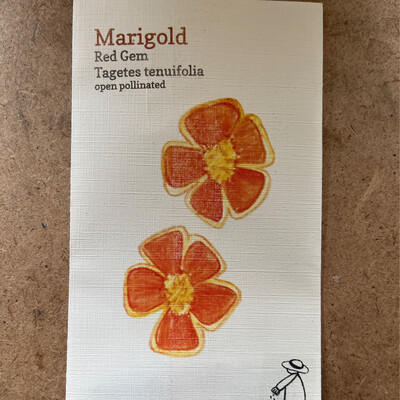 Marigold
Red Gem
Tagetes tenuifolia
open pollinated